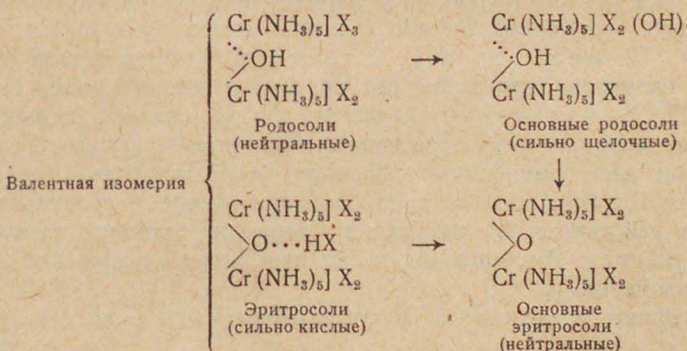 Cr (NH₃)₅] X₃ Cr (NH₃)₅] X₂ (OH)
OH → OH
Cr (NH₃)₅] X₂ Cr (NH₃)₅] X₂
Родосоли Основные родосоли
(нейтральные) (сильно щелочные)
↓
Валентная изомерия
Cr (NH₃)₅] X₂ Cr (NH₃)₅] X₂
O···HX → O
Cr (NH₃)₅] X₂ Cr (NH₃)₅] X₂
Эритросоли Основные
(сильно кислые) эритросоли
(нейтральные)